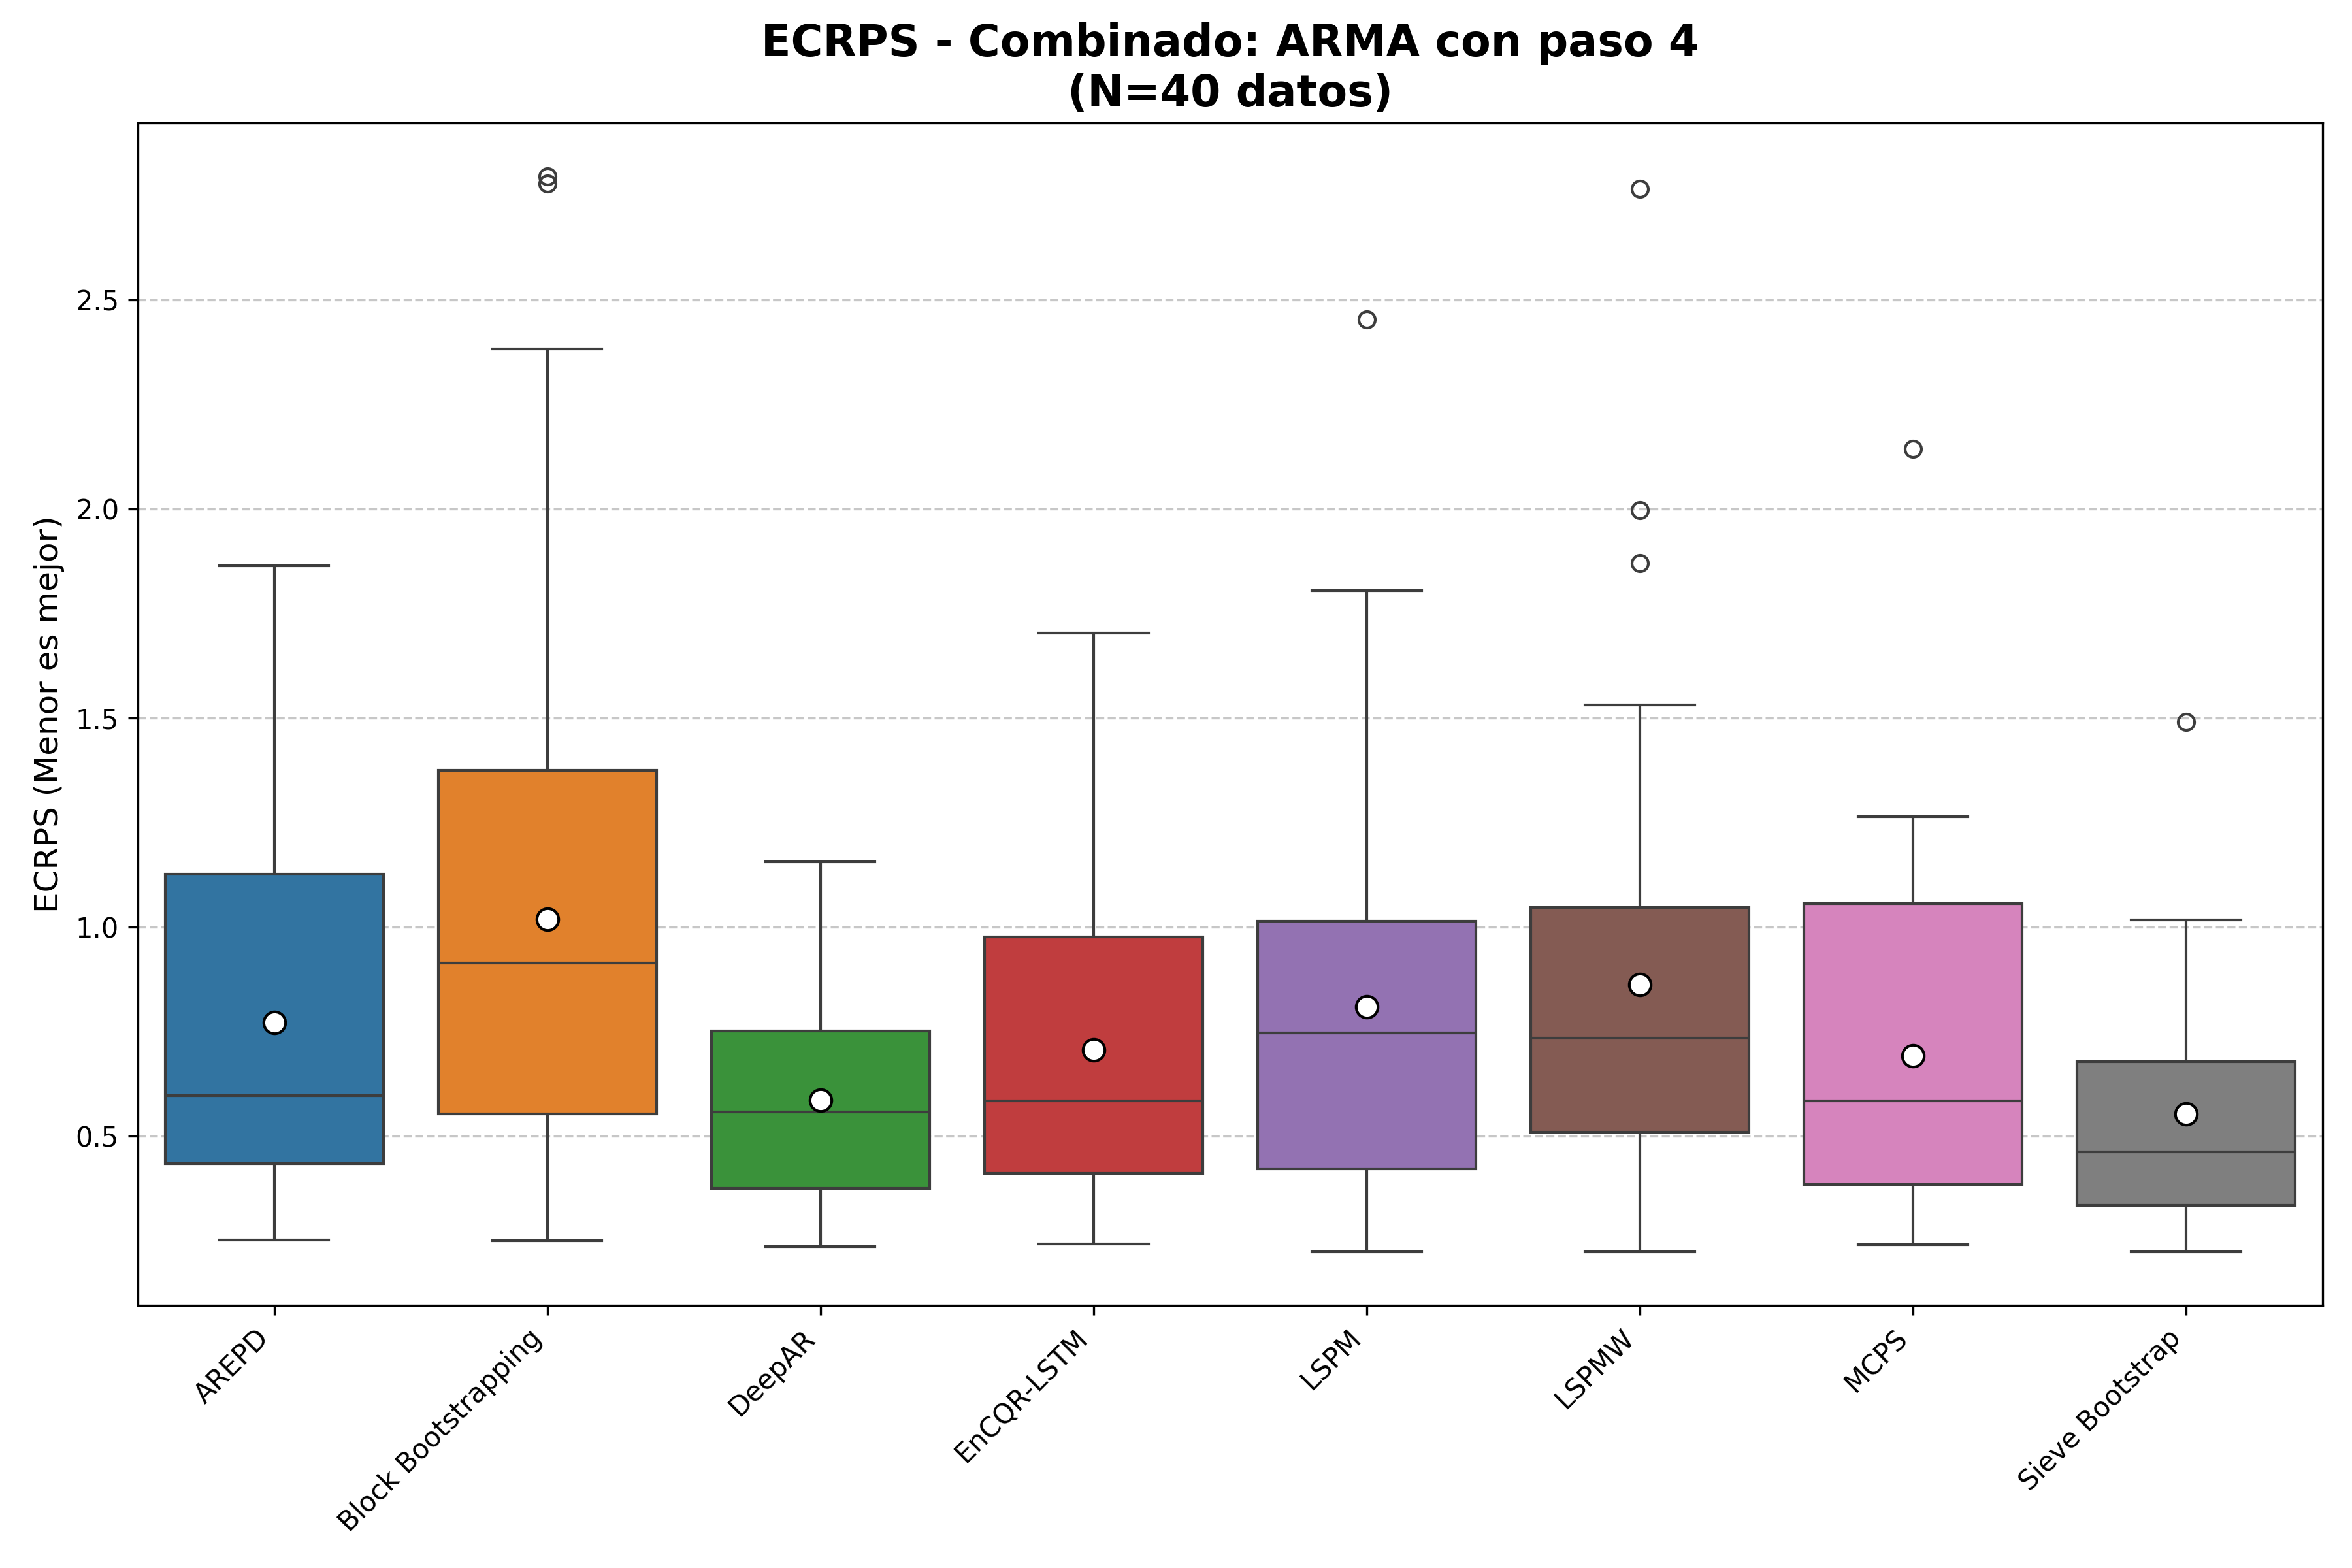 ECRPS - Combinado: ARMA con paso 4
(N=40 datos)
ECRPS (Menor es mejor)
2.5
2.0
1.5
1.0
0.5
AREPD
Block Bootstrapping
DeepAR
EnCQR-LSTM
LSPM
LSPMW
MCPS
Sieve Bootstrap